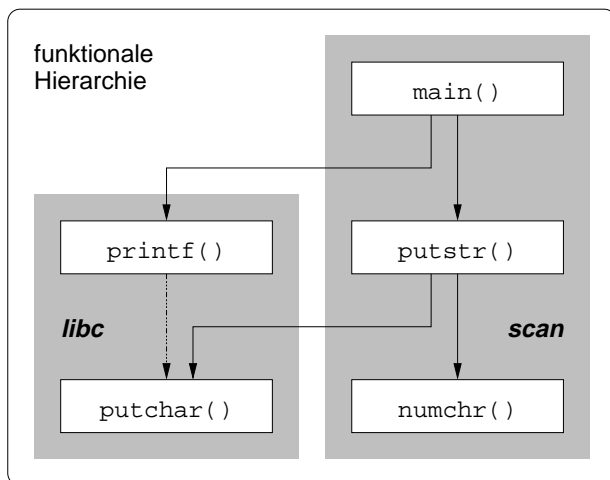 funktionale
Hierarchie
main()
printf()
putstr()
libc
scan
putchar()
numchr()